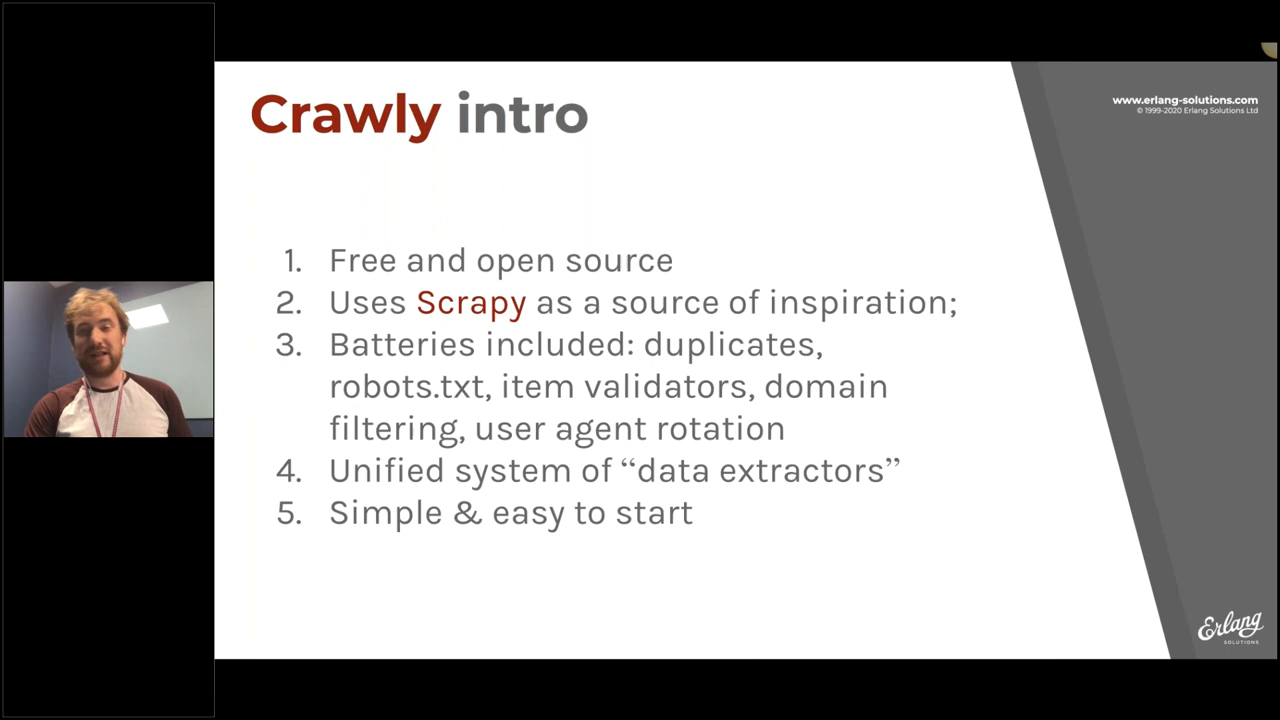 Crawly intro
www.erlang-solutions.com
© 1999-2020 Erlang Solutions Ltd
1. Free and open source
2. Uses Scrapy as a source of inspiration;
3. Batteries included: duplicates,
robots.txt, item validators, domain
filtering, user agent rotation
4. Unified system of “data extractors”
5. Simple & easy to start
Erlang
SOLUTIONS